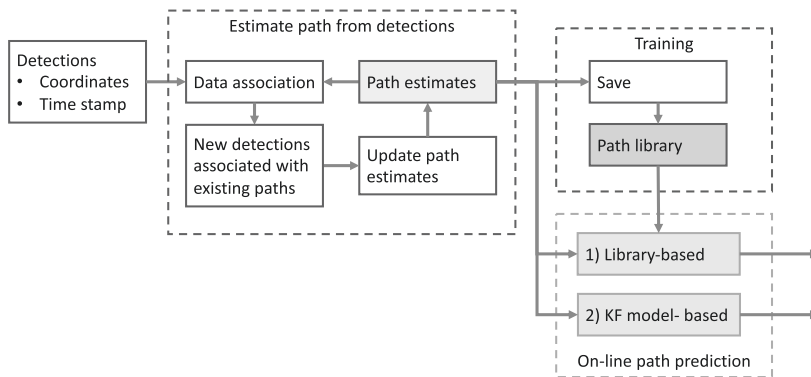 Estimate path from detections
Detections
• Coordinates
• Time stamp
Data association
Path estimates
New detections
associated with
existing paths
Update path
estimates
Training
Save
Path library
1) Library-based
2) KF model- based
On-line path prediction